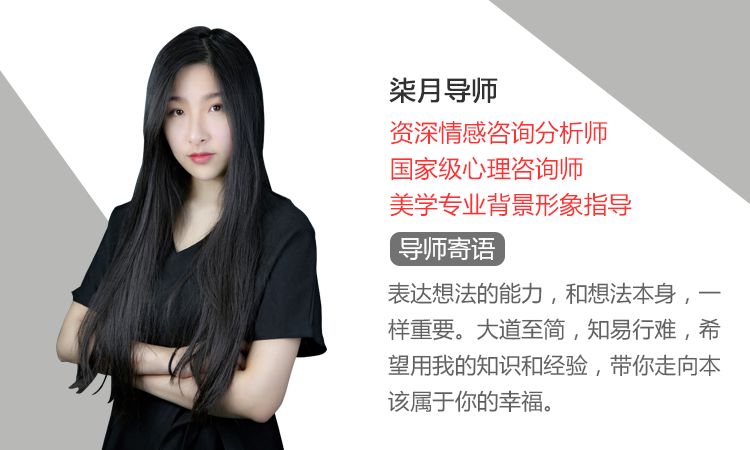 柒月导师
资深情感咨询分析师
国家级心理咨询师
美学专业背景形象指导
导师寄语
表达想法的能力，和想法本身，一
样重要。大道至简，知易行难，希
望用我的知识和经验，带你走向本
该属于你的幸福。